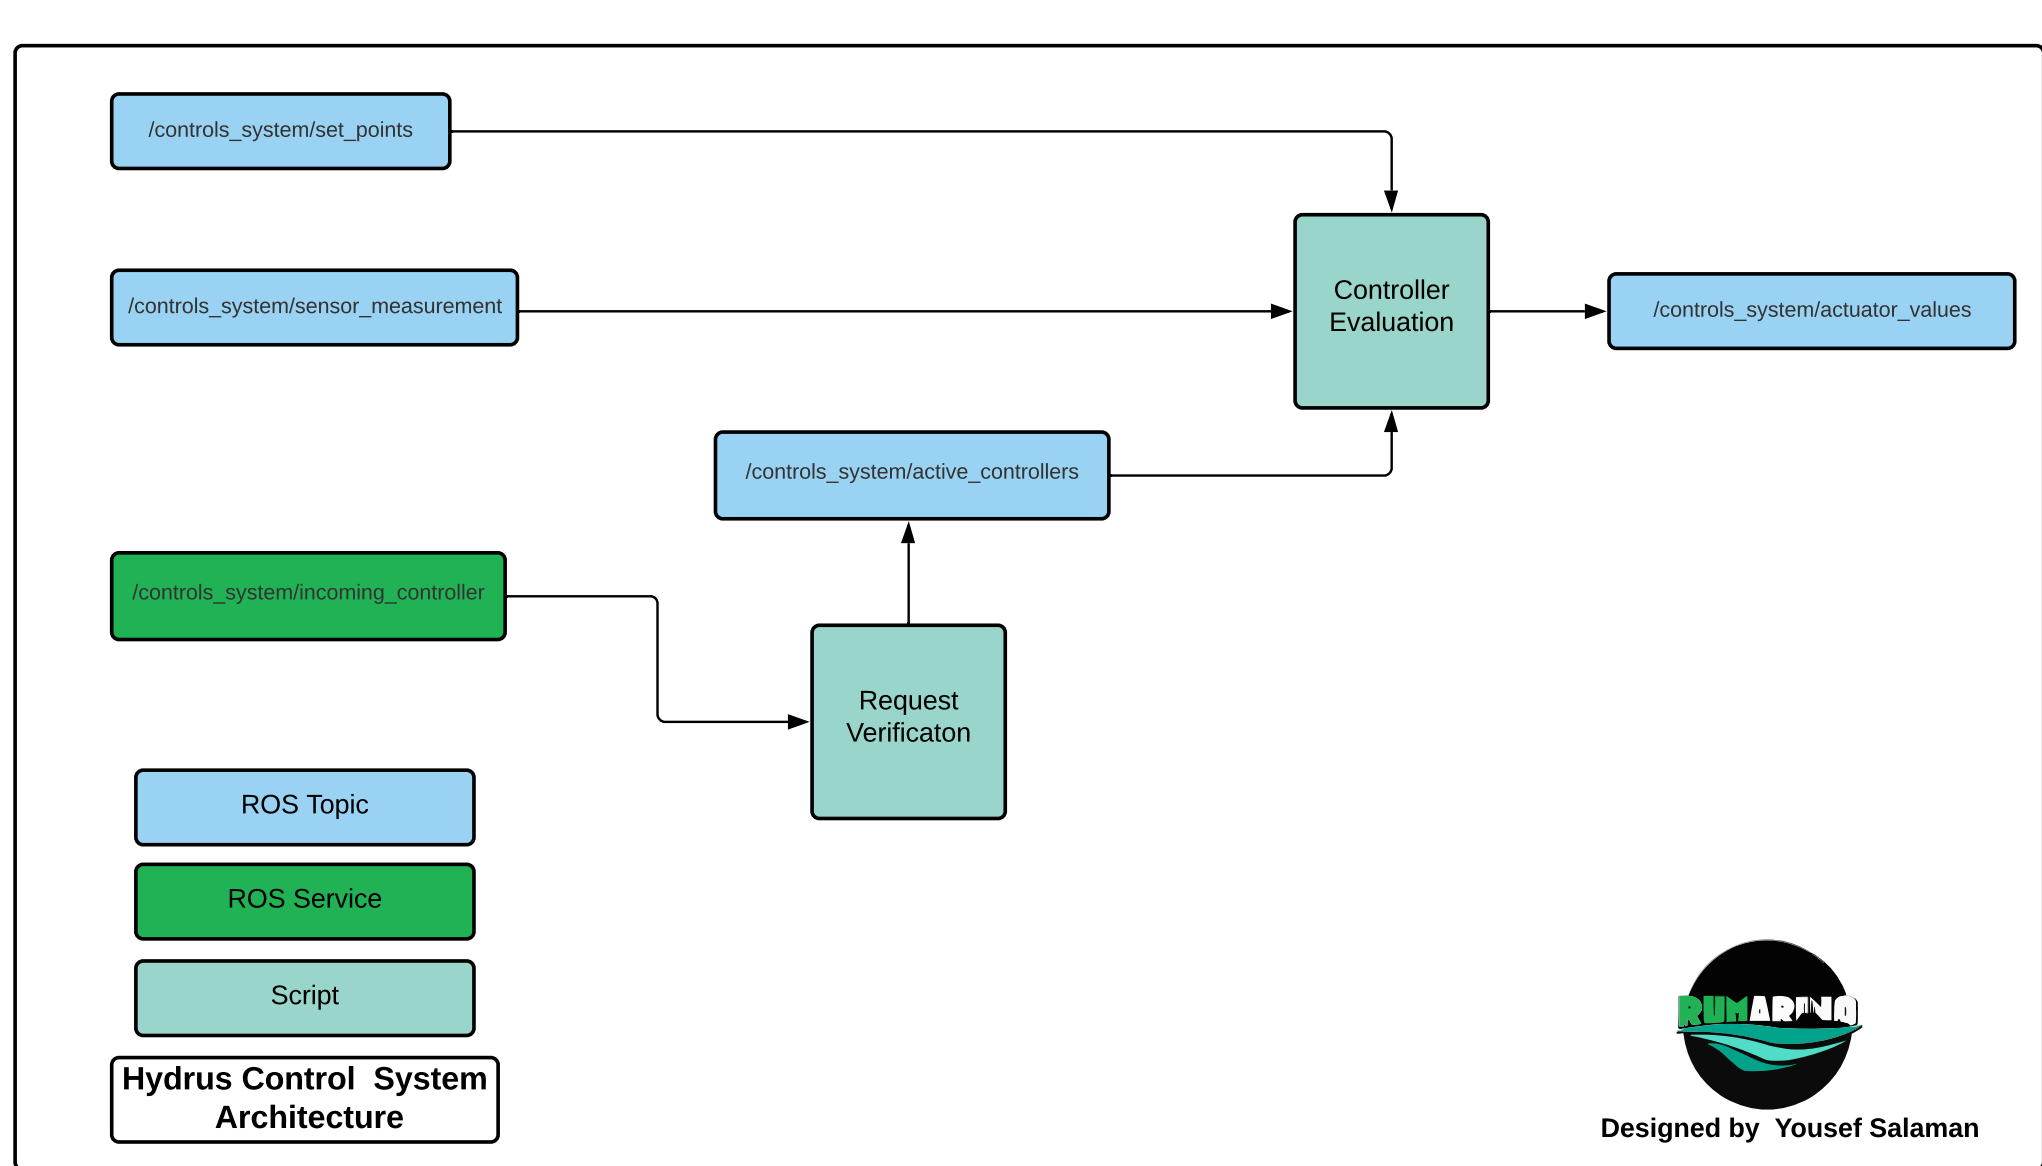 /controls_system/set_points
/controls_system/sensor_measurement
Controller
Evaluation
/controls_system/actuator_values
/controls_system/active_controllers
/controls_system/incoming_controller
Request
Verificaton
ROS Topic
ROS Service
Script
Hydrus Control System
Architecture
RUMARINO
Designed by Yousef Salaman